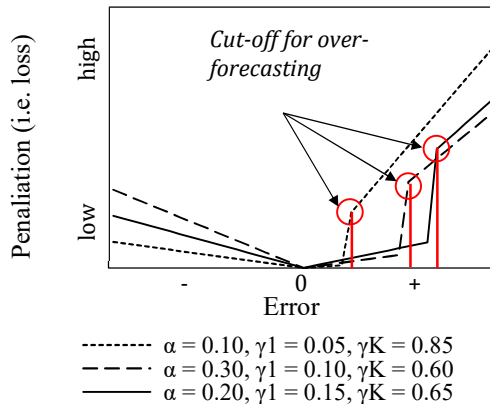 high
Cut-off for over-
forecasting
Penaliation (i.e. loss)
low
- 0 +
Error
α = 0.10, γ1 = 0.05, γK = 0.85
α = 0.30, γ1 = 0.10, γK = 0.60
α = 0.20, γ1 = 0.15, γK = 0.65